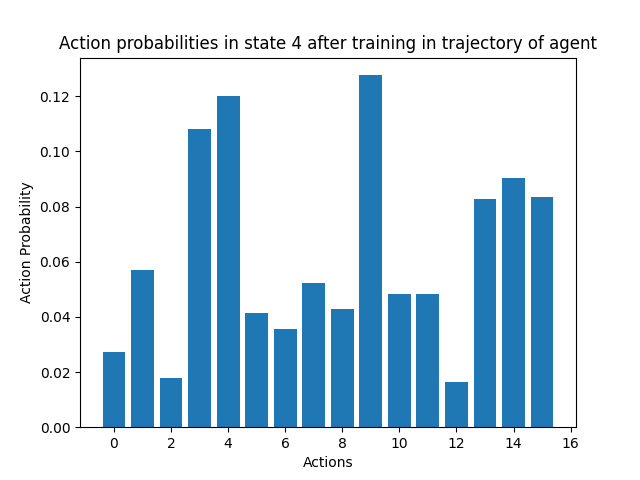 Action probabilities in state 4 after training in trajectory of agent
0.12
0.10
0.08
0.06
0.04
0.02
0.00
Action Probability
0 2 4 6 8 10 12 14 16
Actions